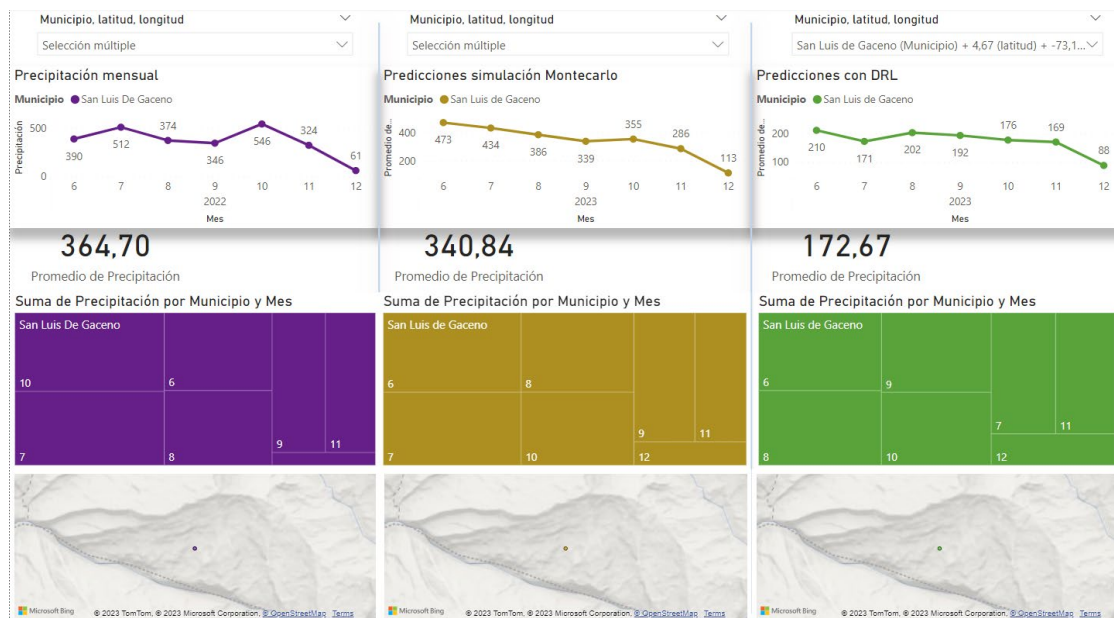 Municipio, latitud, longitud
Selección múltiple
Precipitación mensual
Municipio San Luis De Gaceno
Precipitación
500
0
390
512
374
346
546
324
61
6 7 8 9 10 11 12
2022
Mes
364,70
Promedio de Precipitación
Suma de Precipitación por Municipio y Mes
San Luis De Gaceno
10
6
7
8
9
11
Microsoft Bing
© 2023 TomTom, © 2023 Microsoft Corporation, © OpenStreetMap Terms
Municipio, latitud, longitud
Selección múltiple
Predicciones simulación Montecarlo
Municipio San Luis de Gaceno
Promedio de...
400
200
473
434
386
339
355
286
113
6 7 8 9 10 11 12
2023
Mes
340,84
Promedio de Precipitación
Suma de Precipitación por Municipio y Mes
San Luis de Gaceno
6
8
7
10
9
11
12
Microsoft Bing
© 2023 TomTom, © 2023 Microsoft Corporation, © OpenStreetMap Terms
Municipio, latitud, longitud
San Luis de Gaceno (Municipio) + 4,67 (latitud) + -73,1...
Predicciones con DRL
Municipio San Luis de Gaceno
Promedio de...
200
100
210
171
202
192
176
169
88
6 7 8 9 10 11 12
2023
Mes
172,67
Promedio de Precipitación
Suma de Precipitación por Municipio y Mes
San Luis de Gaceno
6
9
8
10
7
11
12
Microsoft Bing
© 2023 TomTom, © 2023 Microsoft Corporation, © OpenStreetMap Terms